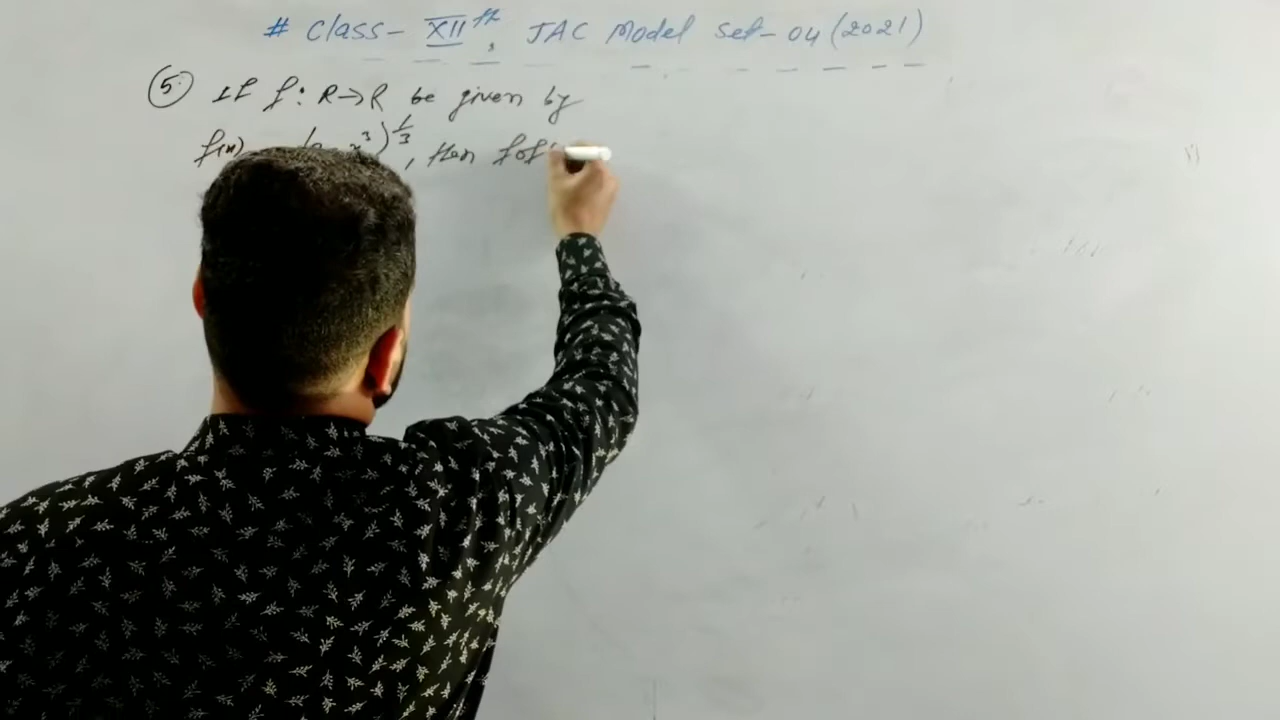 # Class- XIIth, JAC Model Set-04 (2021)
(5.) If f: R→R be given by
f(x) x³)^1/3, then fof